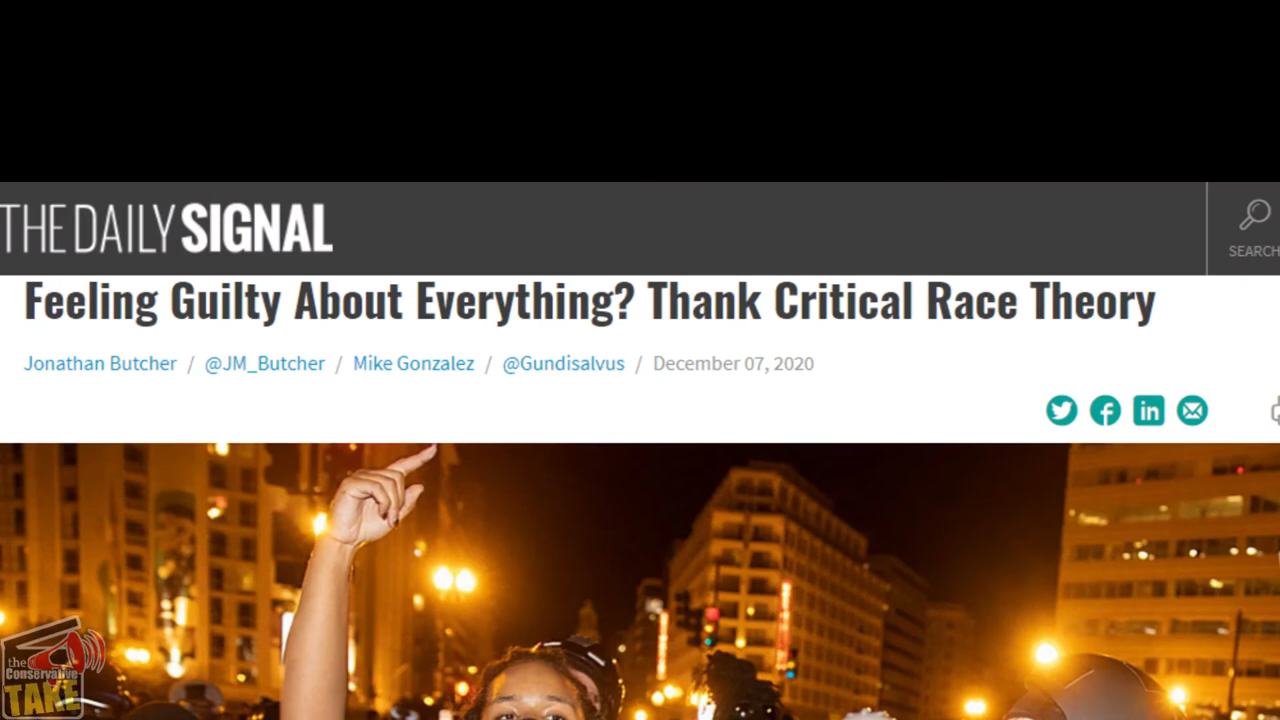 THE DAILY SIGNAL
SEARCH
Feeling Guilty About Everything? Thank Critical Race Theory
Jonathan Butcher / @JM_Butcher / Mike Gonzalez / @Gundisalvus / December 07, 2020
the
Conservative
TAKE